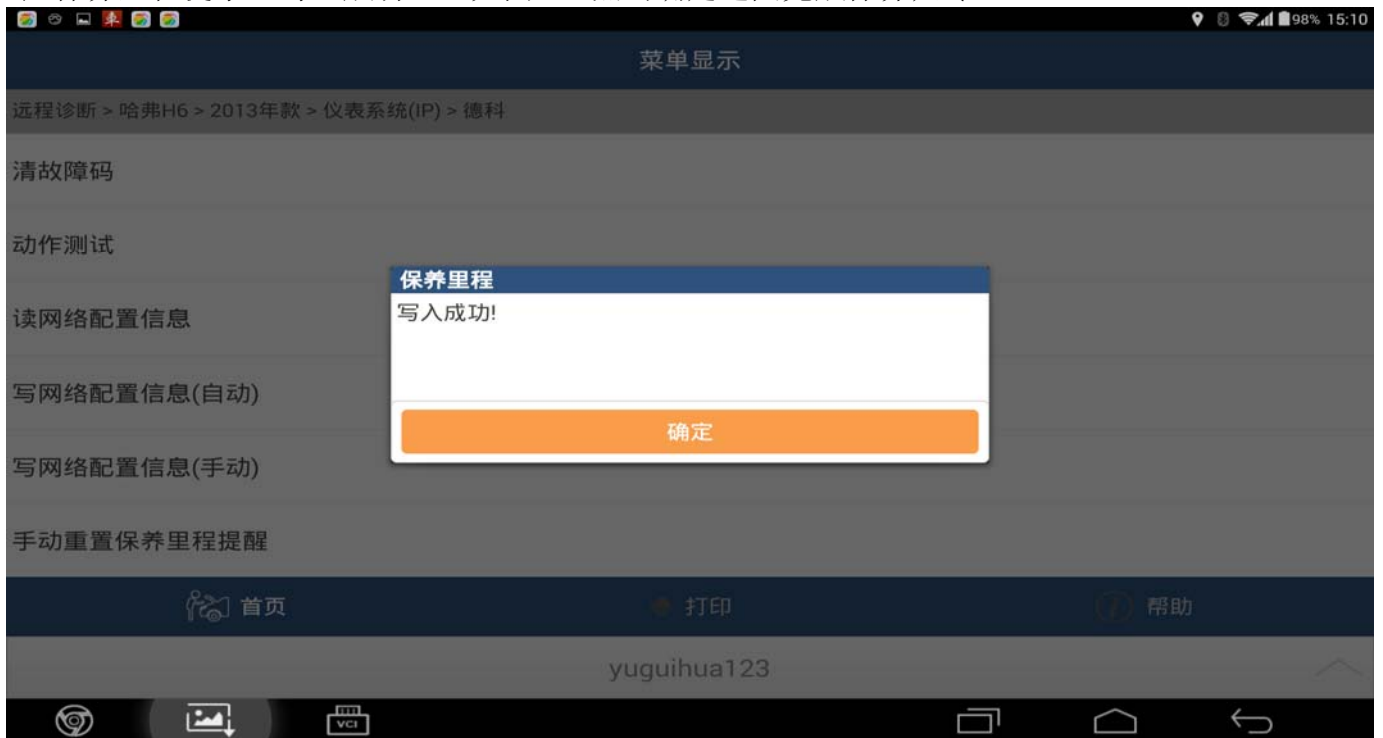 98% 15:10
菜单显示
远程诊断 > 哈弗H6 > 2013年款 > 仪表系统(IP) > 德科
清故障码
动作测试
保养里程
写入成功!
读网络配置信息
写网络配置信息(自动)
确定
写网络配置信息(手动)
手动重置保养里程提醒
首页 打印 帮助
yuguihua123
VCI